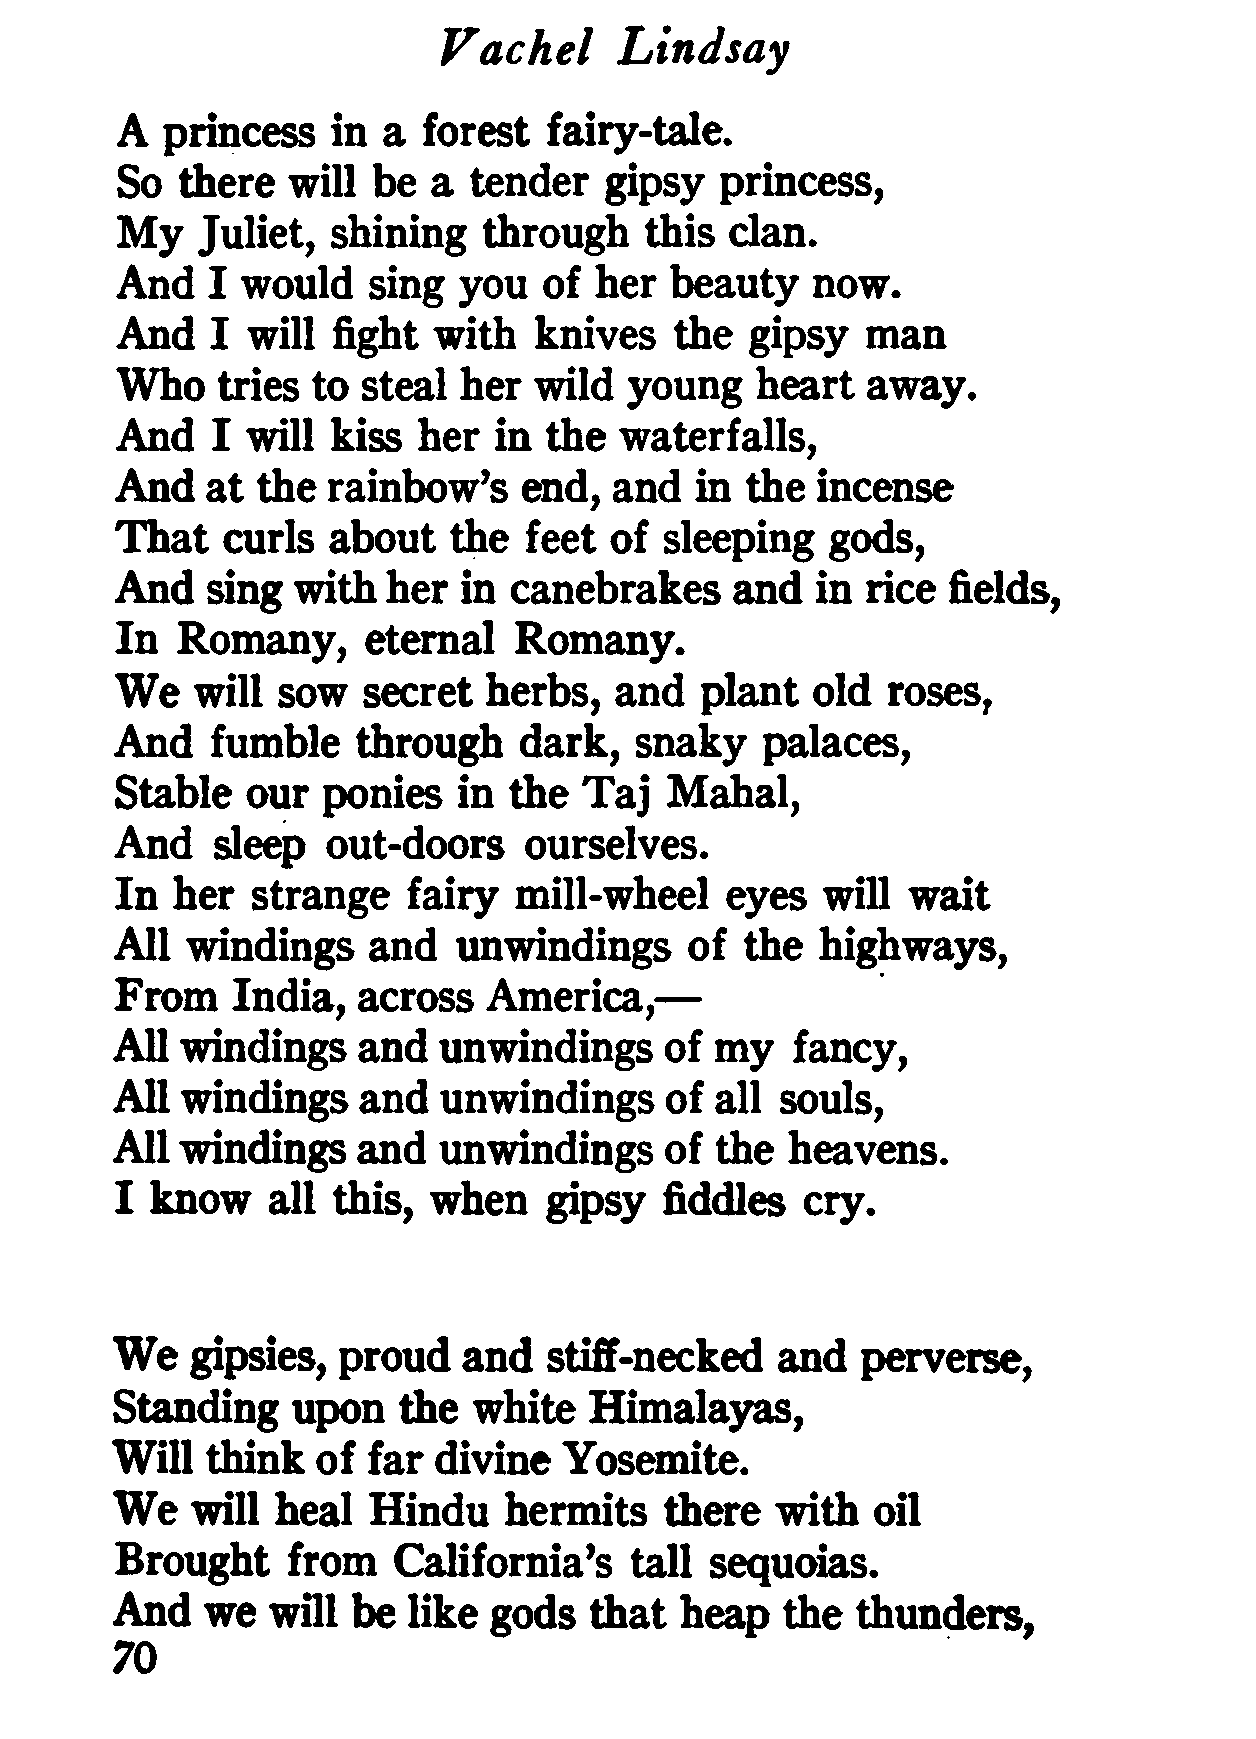 Vachel Lindsay
A princess in a forest fairy-tale.
So there will be a tender gipsy princess,
My Juliet, shining through this clan.
And I would sing you of her beauty now.
And I will fight with knives the gipsy man
Who tries to steal her wild young heart away.
And I will kiss her in the waterfalls,
And at the rainbow's end, and in the incense
That curls about the feet of sleeping gods,
And sing with her in canebrakes and in rice fields,
In Romany, eternal Romany.
We will sow secret herbs, and plant old roses,
And fumble through dark, snaky palaces,
Stable our ponies in the Taj Mahal,
And sleep out-doors ourselves.
In her strange fairy mill-wheel eyes will wait
All windings and unwindings of the highways,
From India, across America,—
All windings and unwindings of my fancy,
All windings and unwindings of all souls,
All windings and unwindings of the heavens.
I know all this, when gipsy fiddles cry.
We gipsies, proud and stiff-necked and perverse,
Standing upon the white Himalayas,
Will think of far divine Yosemite.
We will heal Hindu hermits there with oil
Brought from California's tall sequoias.
And we will be like gods that heap the thunders,
70